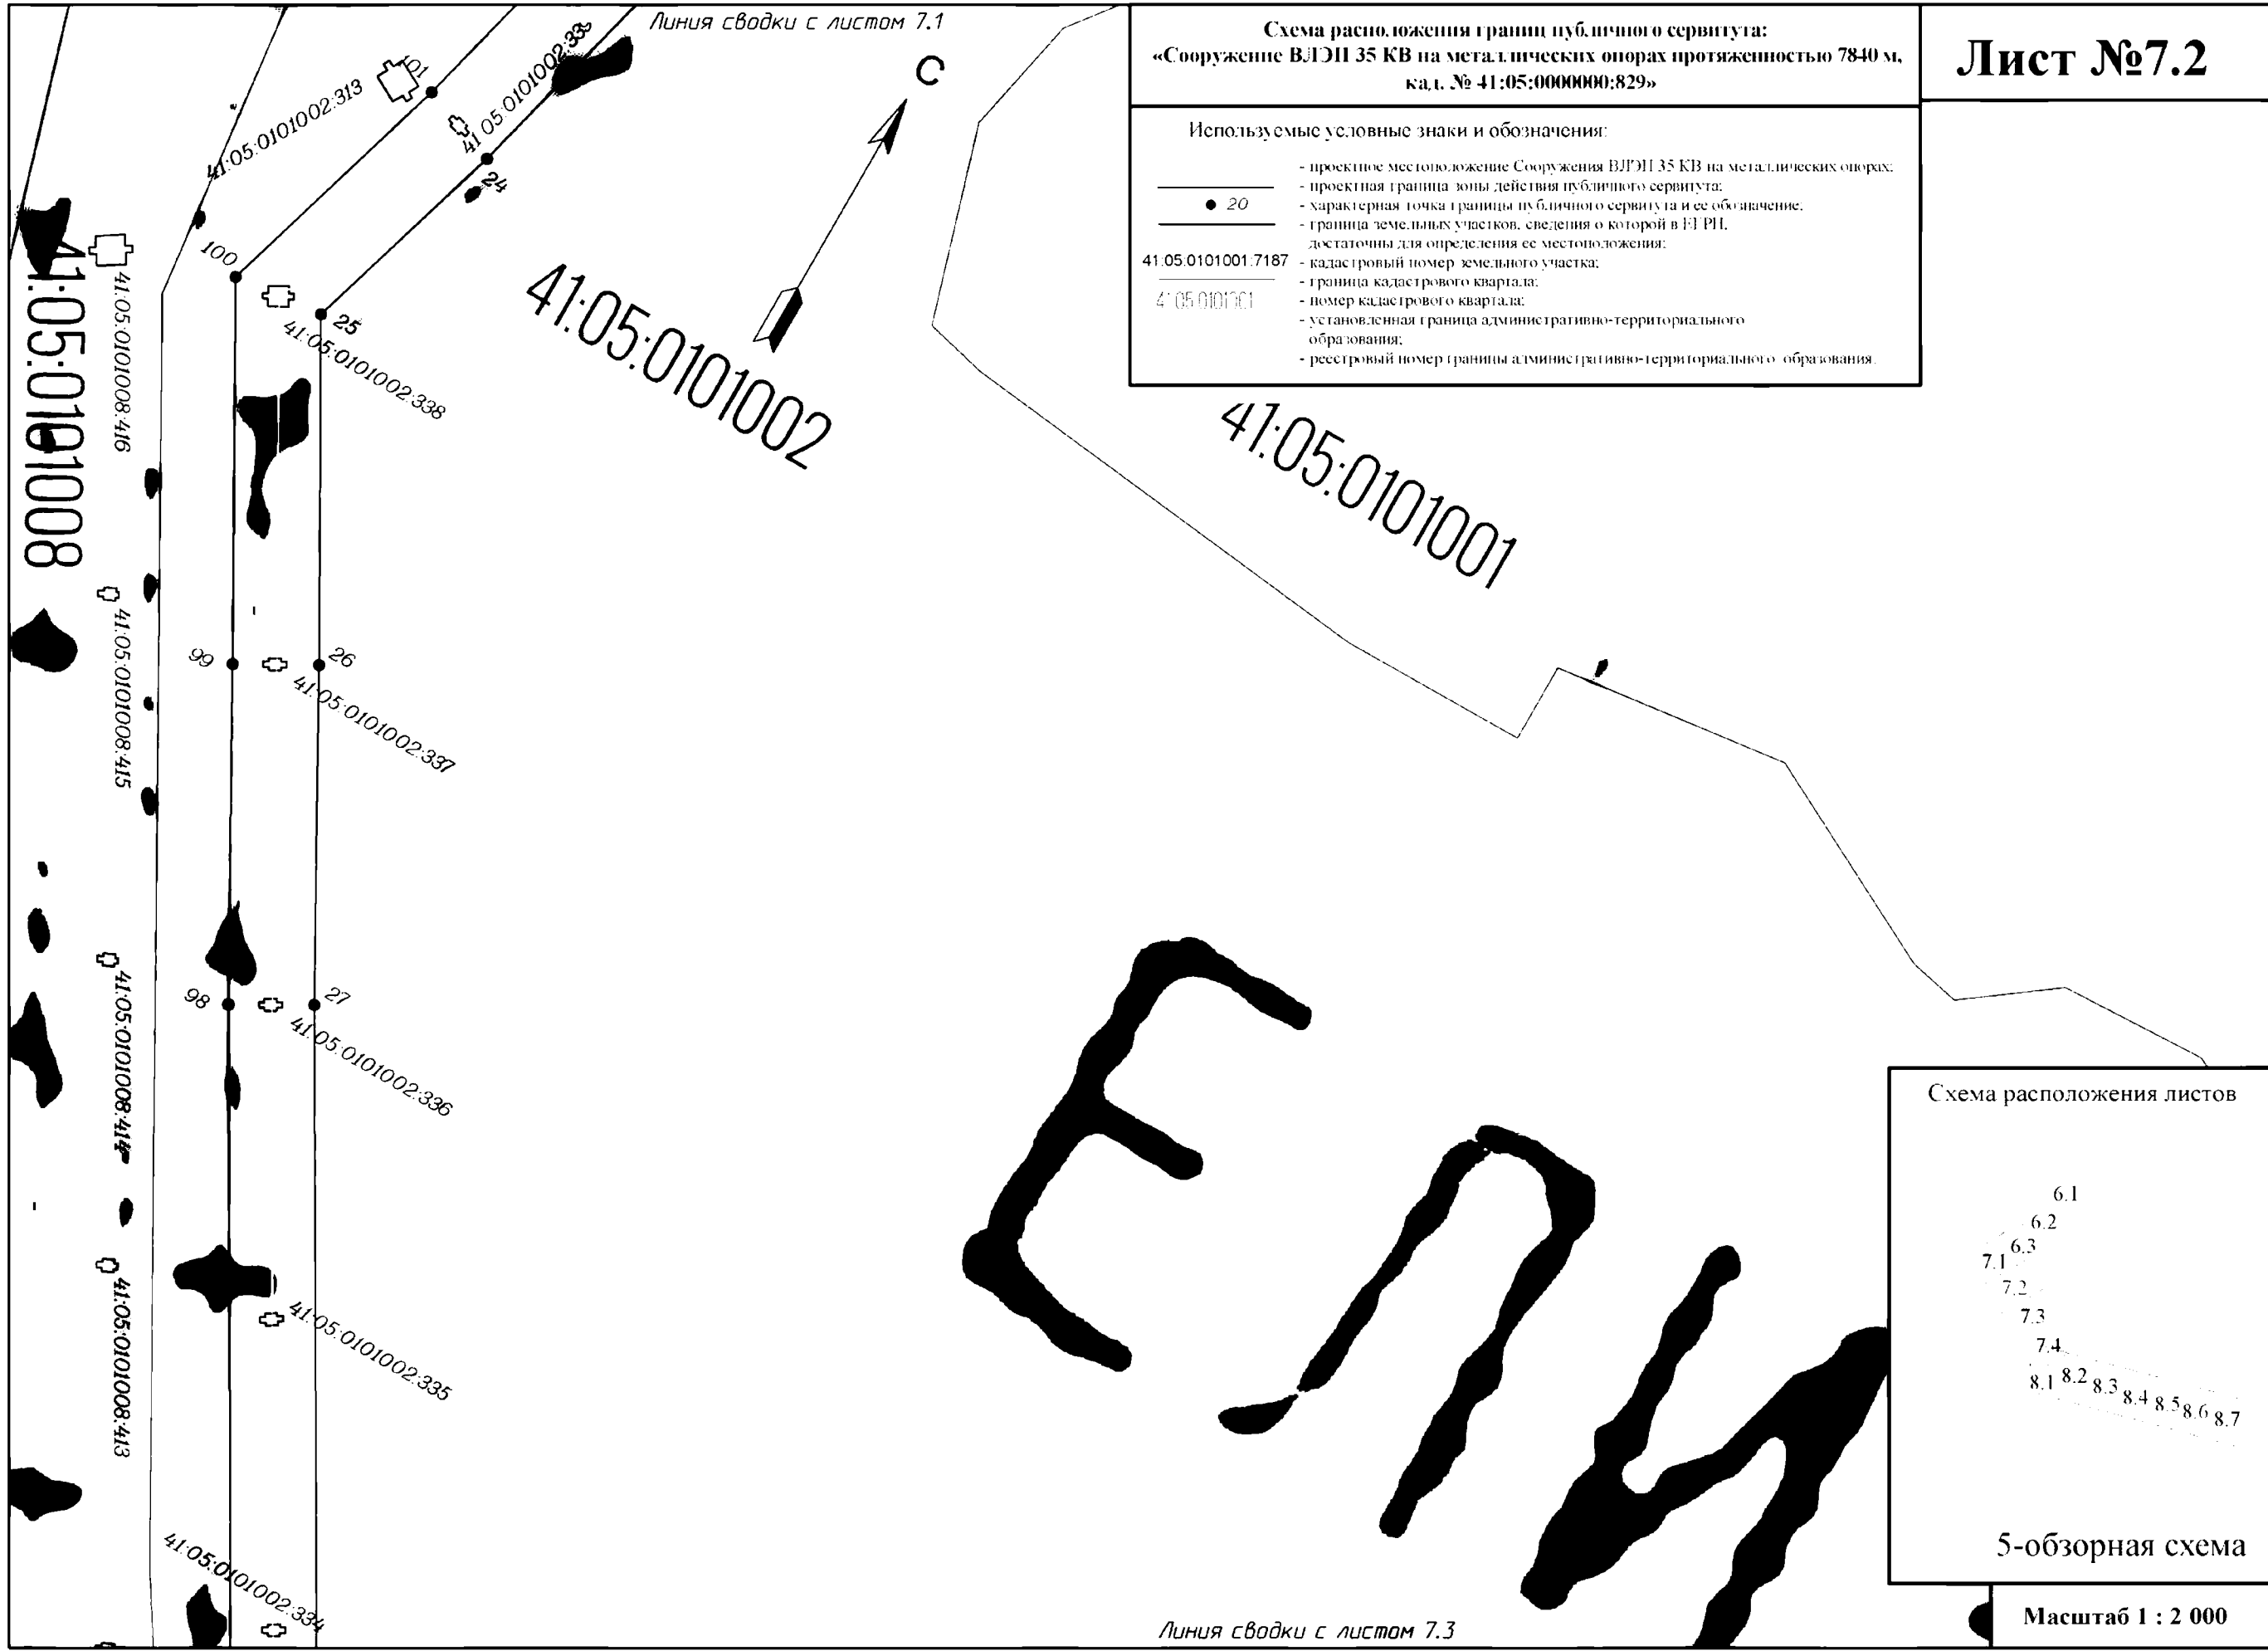 Линия сводки с листом 7.1
Схема расположения границ публичного сервитута:
«Сооружение ВЛЭП 35 КВ на металлических опорах протяженностью 7840 м,
кад. № 41:05:0000000:829»
Лист №7.2
Используемые условные знаки и обозначения:
- проектное местоположение Сооружения ВЛЭП 35 КВ на металлических опорах;
- проектная граница зоны действия публичного сервитута;
20 - характерная точка границы публичного сервитута и ее обозначение;
- граница земельных участков, сведения о которой в ЕГРН,
достаточны для определения ее местоположения;
41:05:0101001:7187 - кадастровый номер земельного участка;
- граница кадастрового квартала;
- номер кадастрового квартала;
- установленная граница административно-территориального
образования;
- реестровый номер границы административно-территориального образования.
С
41:05:0101002:313
41:05:0101002:339
24
100
25
41:05:0101002:338
41:05:0101008
41:05:0101008:416
41:05:0101002
41:05:0101001
41:05:0101008:415
99
26
41:05:0101002:337
98
27
41:05:0101002:336
41:05:0101008:414
41:05:0101008:413
41:05:0101002:335
41:05:0101002:334
ЕЛИ
Схема расположения листов
6.1
6.2
6.3
7.1
7.2
7.3
7.4
8.1 8.2 8.3 8.4 8.5 8.6 8.7
5-обзорная схема
Масштаб 1 : 2 000
Линия сводки с листом 7.3